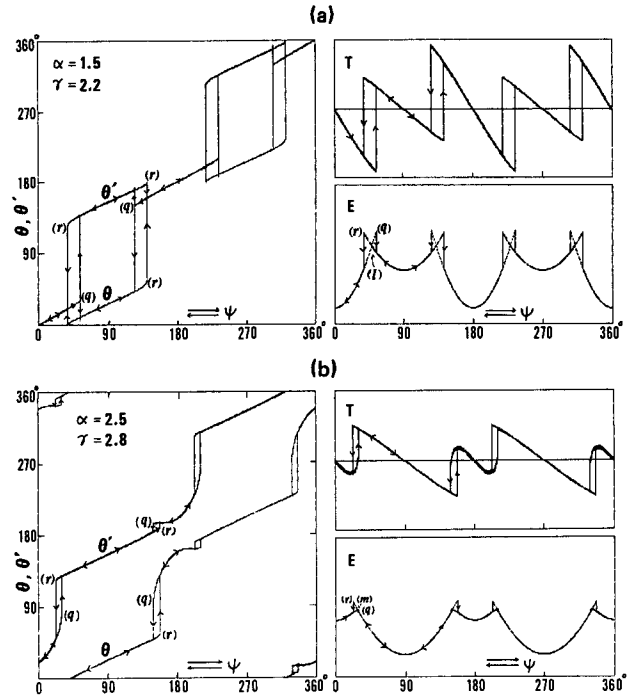 (a)
360°
α = 1.5
γ = 2.2
270
180
90
0
θ, θ'
θ'
(r)
(r)
(q)
(q)
θ
ψ
0 90 180 270 360°
T
E
(r) (q)
(l)
ψ
0 90 180 270 360°
(b)
360°
α = 2.5
γ = 2.8
270
180
90
0
θ, θ'
θ'
(q)
(r)
(r)
(q)
(q)
θ
(r)
ψ
0 90 180 270 360°
T
E
(r) (m)
(q)
ψ
0 90 180 270 360°